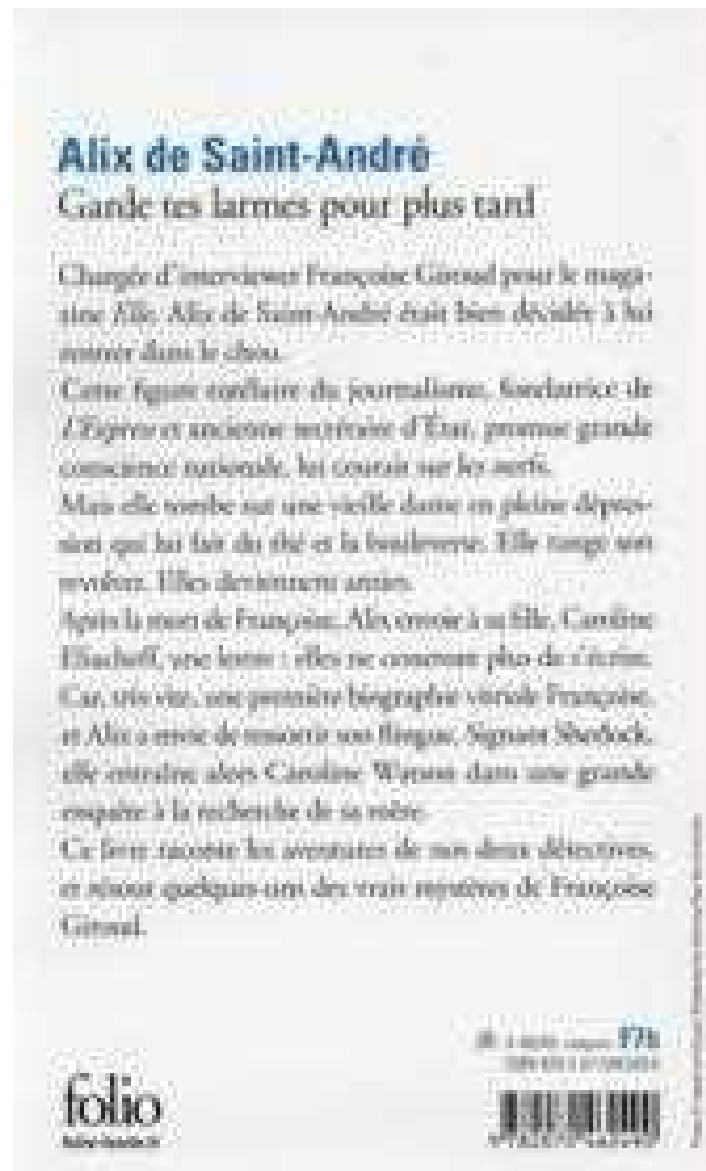 Alix de Saint-André
Garde tes larmes pour plus tard
Chargée d'interviewer Françoise Giroud pour le maga-
zine Elle, Alix de Saint-André était bien décidée à lui
rentrer dans le chou.
Cette figure tutélaire du journalisme, fondatrice de
L'Express et ancienne secrétaire d'État, promue grande
conscience nationale, lui courait sur les nerfs.
Mais elle tombe sur une vieille dame en pleine dépres-
sion qui lui fait du thé et la bouleverse. Elle range son
revolver. Elles deviennent amies.
Après la mort de Françoise, Alix envoie à sa fille, Caroline
Eliacheff, une lettre : elles ne cesseront plus de s'écrire.
Car, très vite, une première biographie vitriole Françoise,
et Alix a envie de ressortir son flingue. Signant Sherlock,
elle entraîne alors Caroline Watson dans une grande
enquête à la recherche de sa mère.
Ce livre raconte les aventures de nos deux détectives,
et résout quelques-uns des vrais mystères de Françoise
Giroud.
folio